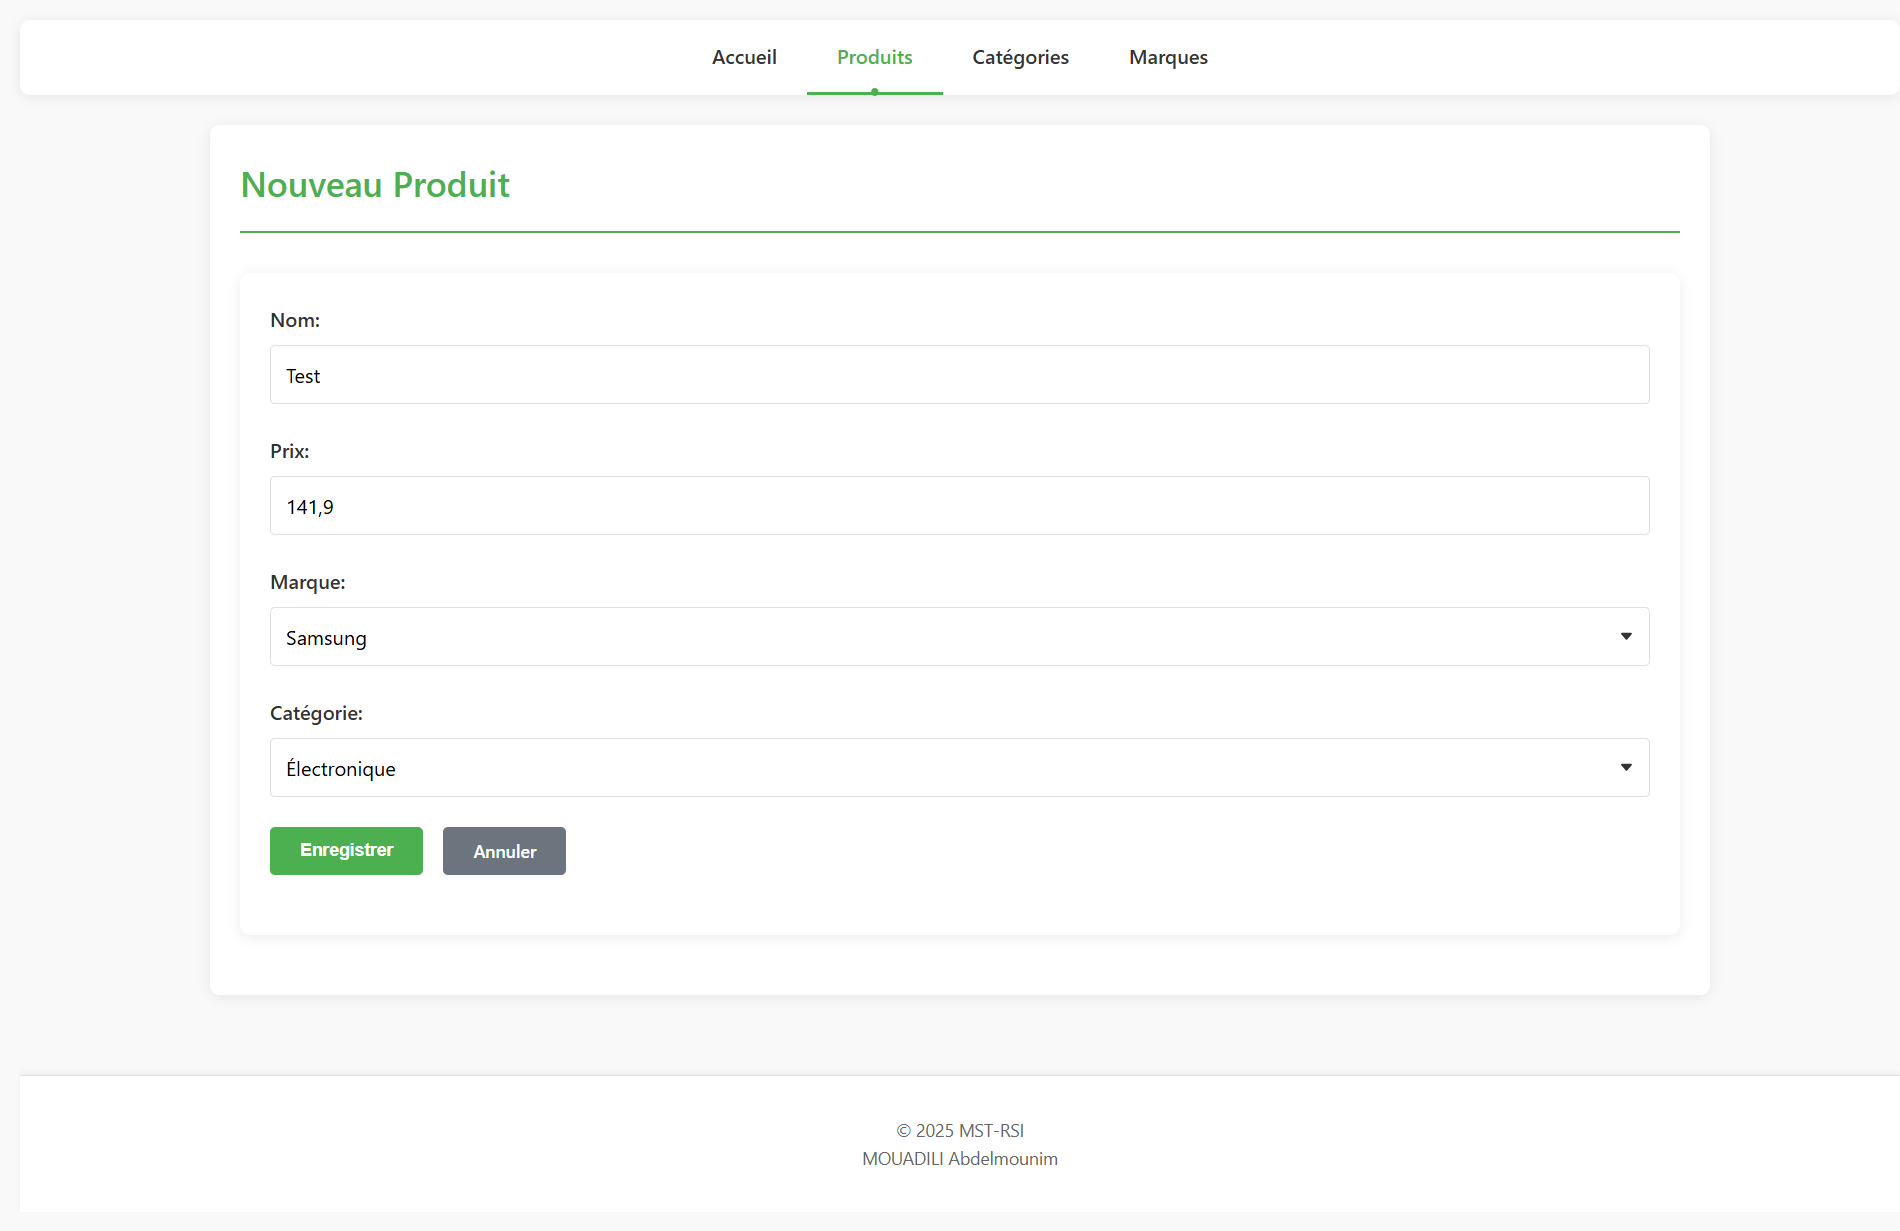 Accueil Produits Catégories Marques
Nouveau Produit
Nom:
Test
Prix:
141,9
Marque:
Samsung
Catégorie:
Électronique
Enregistrer Annuler
© 2025 MST-RSI
MOUADILI Abdelmounim